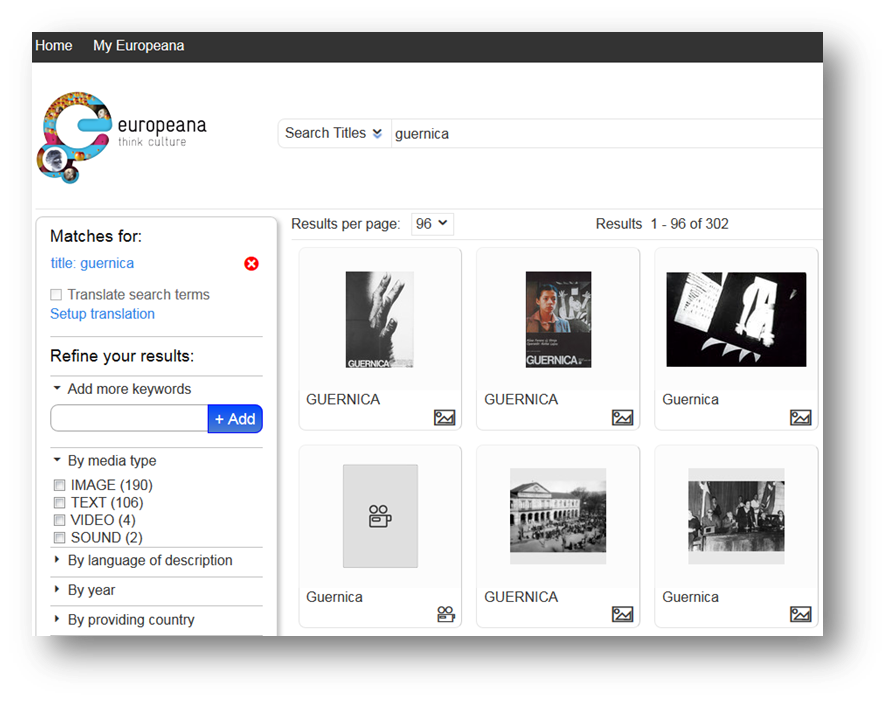 Home My Europeana
europeana
think culture
Search Titles guernica
Matches for:
title: guernica
Translate search terms
Setup translation
Refine your results:
Add more keywords
+ Add
By media type
IMAGE (190)
TEXT (106)
VIDEO (4)
SOUND (2)
By language of description
By year
By providing country
Results per page: 96 Results 1 - 96 of 302
GUERNICA
GUERNICA
GUERNICA
GUERNICA
Guernica
Guernica
GUERNICA
Guernica